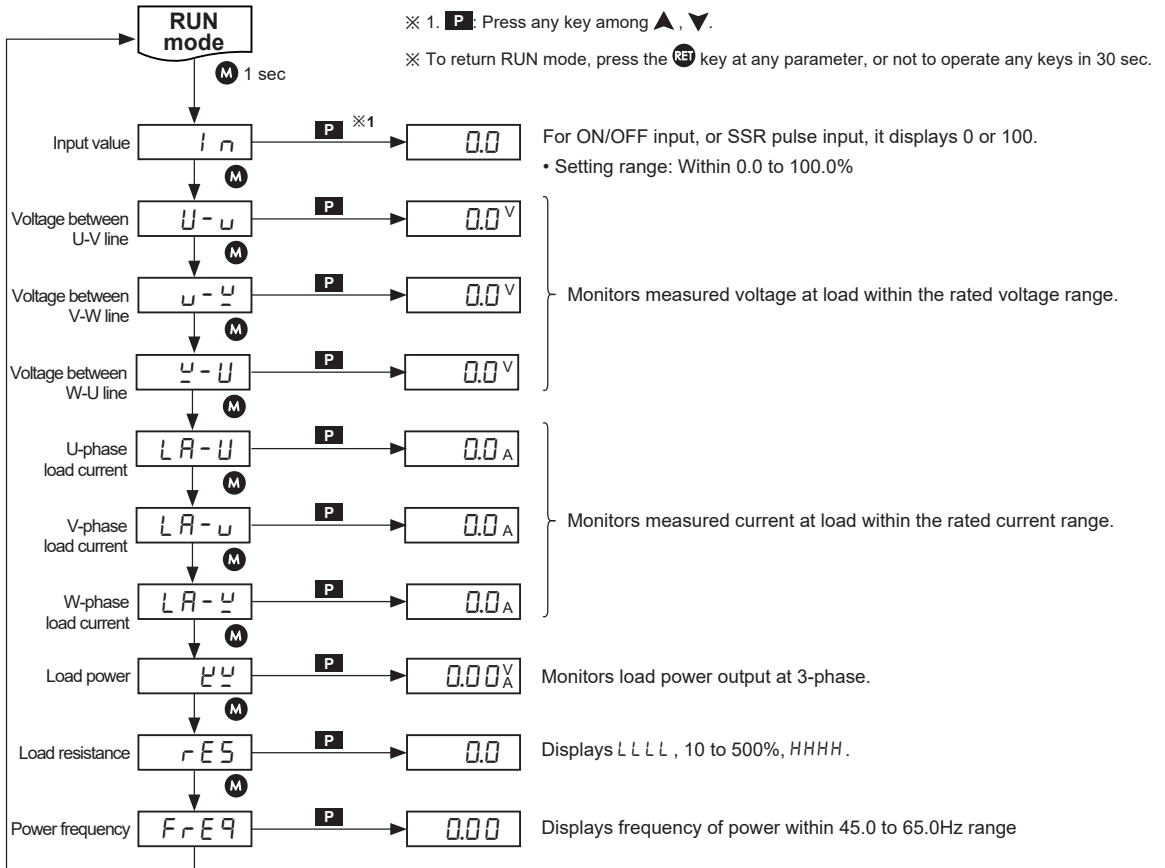 RUN
mode
※ 1. P : Press any key among ▲ , ▼.
※ To return RUN mode, press the RET key at any parameter, or not to operate any keys in 30 sec.
M 1 sec
Input value
In
P ※1
0.0
For ON/OFF input, or SSR pulse input, it displays 0 or 100.
• Setting range: Within 0.0 to 100.0%
M
Voltage between
U-V line
U-v
P
0.0 V
M
Voltage between
V-W line
v-W
P
0.0 V
Monitors measured voltage at load within the rated voltage range.
M
Voltage between
W-U line
W-U
P
0.0 V
M
U-phase
load current
LA-U
P
0.0 A
M
V-phase
load current
LA-v
P
0.0 A
Monitors measured current at load within the rated current range.
M
W-phase
load current
LA-W
P
0.0 A
M
Load power
KW
P
0.00 V
A
Monitors load power output at 3-phase.
M
Load resistance
rES
P
0.0
Displays LLLL , 10 to 500%, HHHH .
M
Power frequency
FrEq
P
0.00
Displays frequency of power within 45.0 to 65.0Hz range